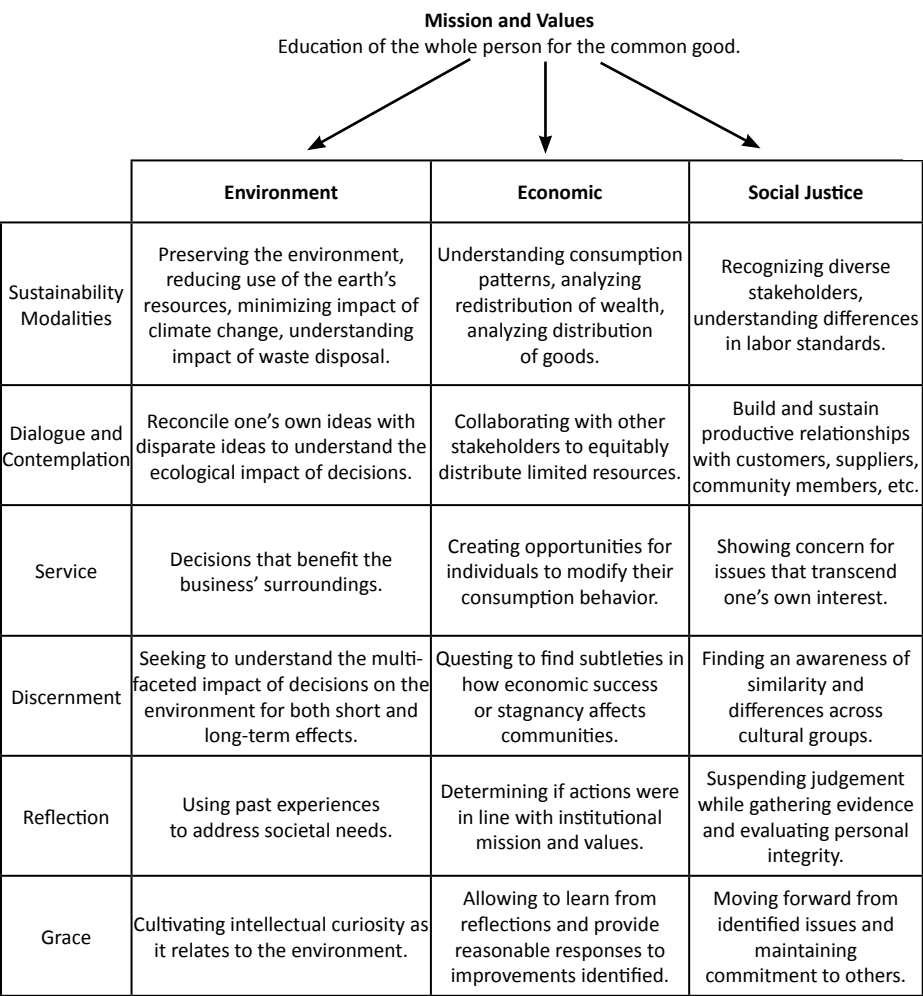 Mission and Values
Education of the whole person for the common good.
Environment
Economic
Social Justice
Sustainability
Modalities
Preserving the environment,
reducing use of the earth’s
resources, minimizing impact of
climate change, understanding
impact of waste disposal.
Understanding consumption
patterns, analyzing
redistribution of wealth,
analyzing distribution
of goods.
Recognizing diverse
stakeholders,
understanding differences
in labor standards.
Dialogue and
Contemplation
Reconcile one’s own ideas with
disparate ideas to understand the
ecological impact of decisions.
Collaborating with other
stakeholders to equitably
distribute limited resources.
Build and sustain
productive relationships
with customers, suppliers,
community members, etc.
Service
Decisions that benefit the
business’ surroundings.
Creating opportunities for
individuals to modify their
consumption behavior.
Showing concern for
issues that transcend
one’s own interest.
Discernment
Seeking to understand the multi-
faceted impact of decisions on the
environment for both short and
long-term effects.
Questing to find subtleties in
how economic success
or stagnancy affects
communities.
Finding an awareness of
similarity and
differences across
cultural groups.
Reflection
Using past experiences
to address societal needs.
Determining if actions were
in line with institutional
mission and values.
Suspending judgement
while gathering evidence
and evaluating personal
integrity.
Grace
Cultivating intellectual curiosity as
it relates to the environment.
Allowing to learn from
reflections and provide
reasonable responses to
improvements identified.
Moving forward from
identified issues and
maintaining
commitment to others.